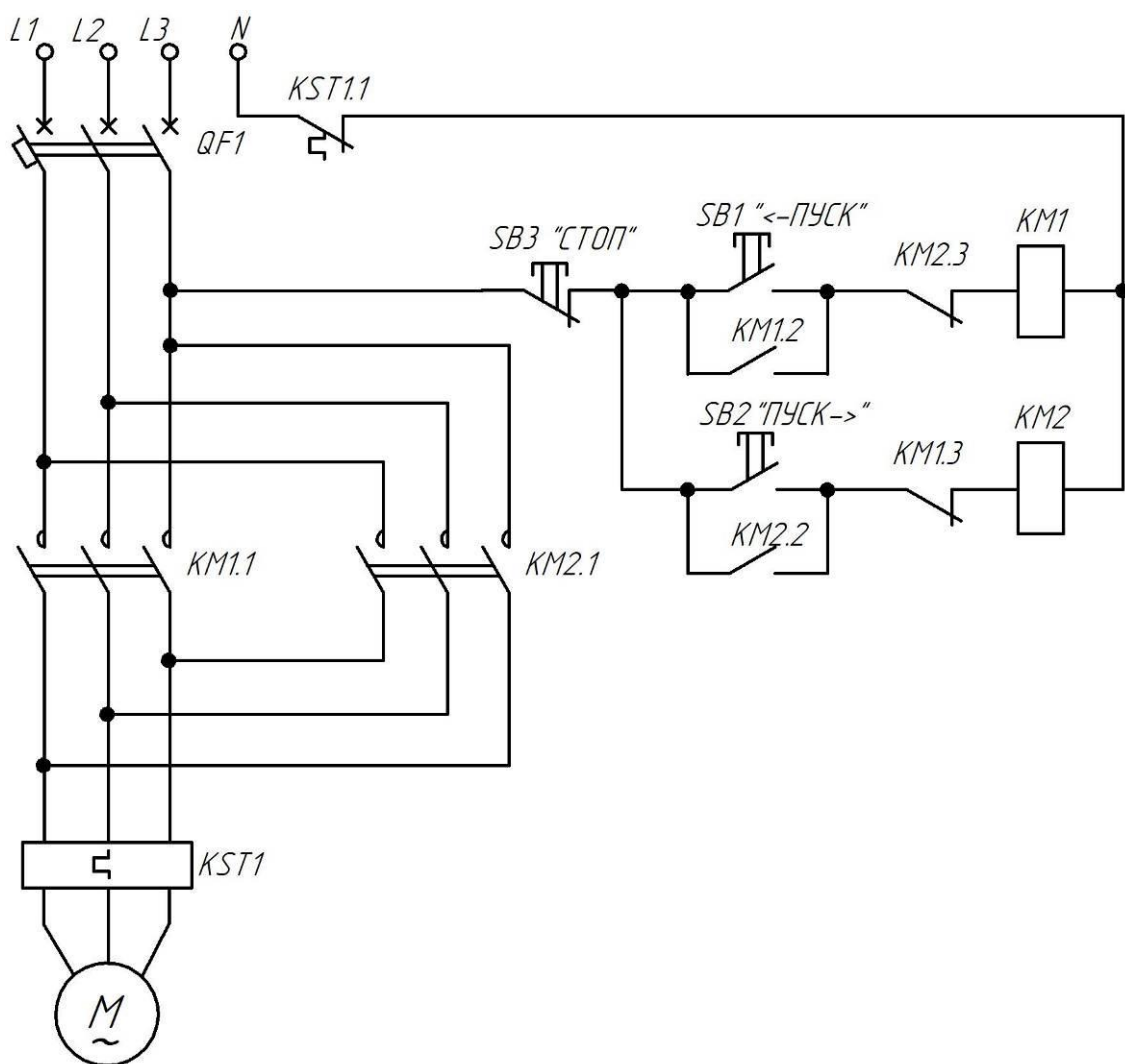 L1 L2 L3 N
KST1.1
QF1
SB3 "СТОП"
SB1 "<-ПУСК"
KM2.3
KM1
KM1.2
SB2 "ПУСК->"
KM1.3
KM2
KM2.2
KM1.1
KM2.1
KST1
M
~